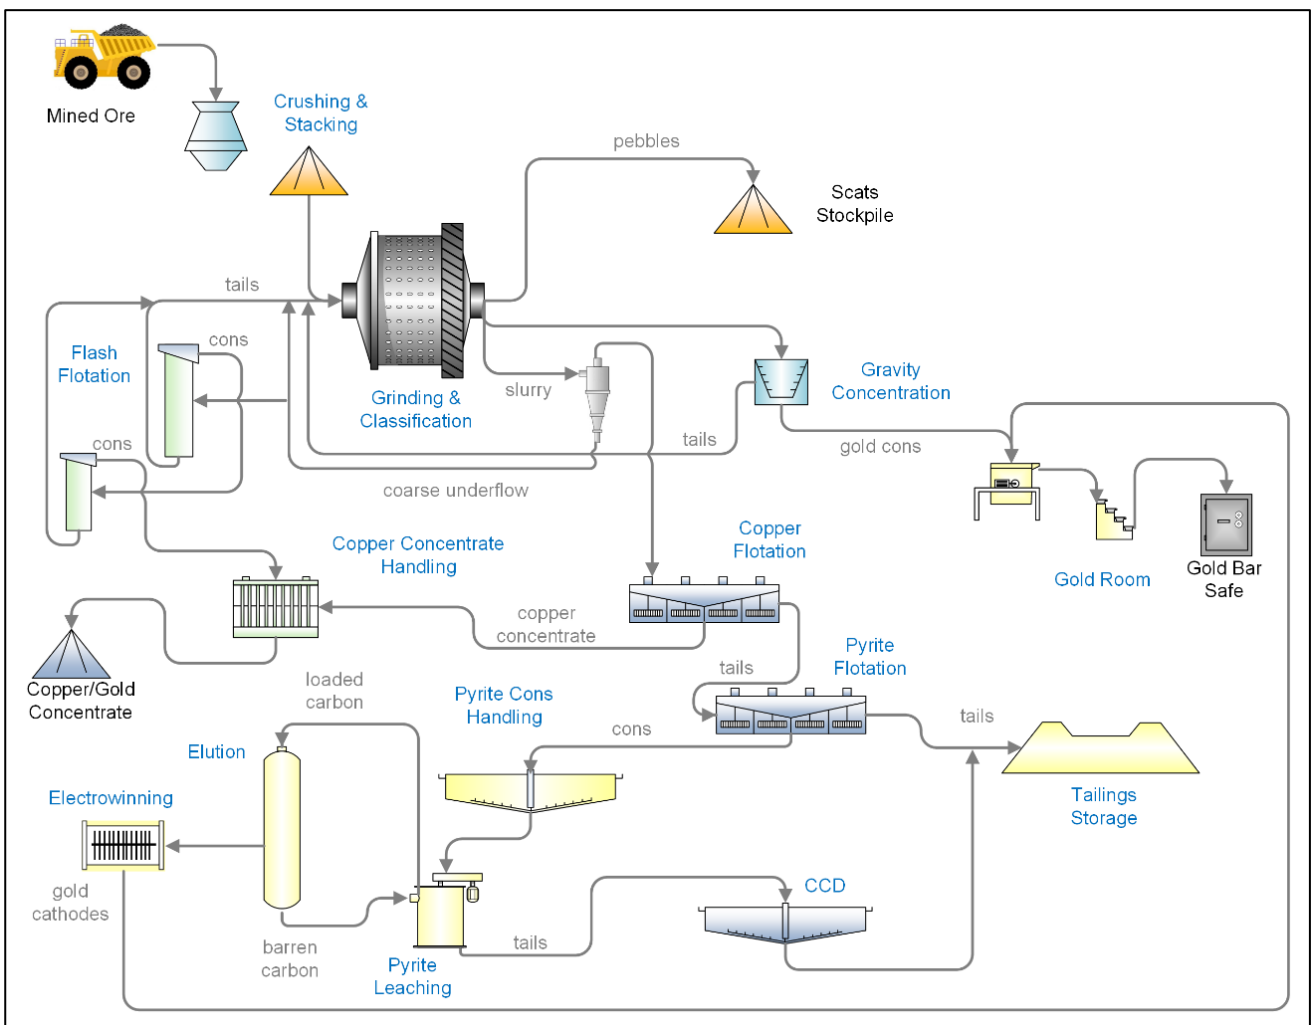 Mined Ore
Crushing &
Stacking
pebbles
Scats
Stockpile
tails
cons
Flash
Flotation
Grinding &
Classification
slurry
Gravity
Concentration
cons
tails
gold cons
coarse underflow
Copper
Flotation
Copper Concentrate
Handling
Gold Room
Gold Bar
Safe
copper
concentrate
Pyrite
Flotation
tails
Copper/Gold
Concentrate
loaded
carbon
Pyrite Cons
Handling
cons
tails
Elution
Electrowinning
Tailings
Storage
gold
cathodes
CCD
barren
carbon
tails
Pyrite
Leaching